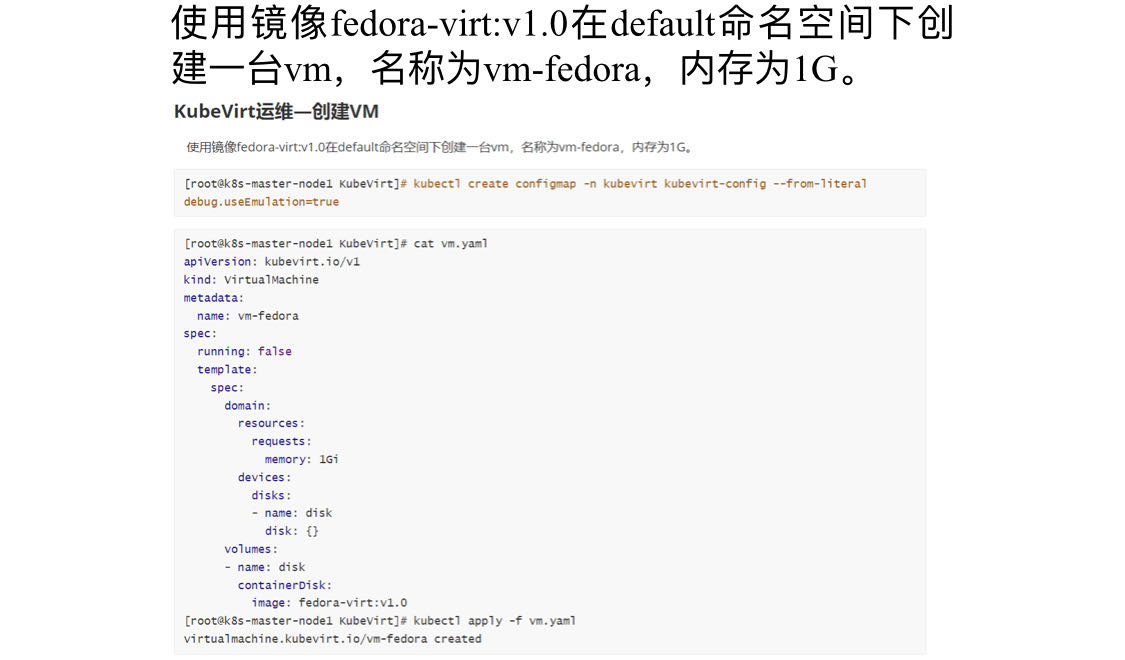 使用镜像fedora-virt:v1.0在default命名空间下创
建一台vm，名称为vm-fedora，内存为1G。
KubeVirt运维—创建VM
使用镜像fedora-virt:v1.0在default命名空间下创建一台vm，名称为vm-fedora，内存为1G。
[root@k8s-master-node1 KubeVirt]# kubectl create configmap -n kubevirt kubevirt-config --from-literal
debug.useEmulation=true
[root@k8s-master-node1 KubeVirt]# cat vm.yaml
apiVersion: kubevirt.io/v1
kind: VirtualMachine
metadata:
  name: vm-fedora
spec:
  running: false
  template:
    spec:
      domain:
        resources:
          requests:
            memory: 1Gi
        devices:
          disks:
          - name: disk
            disk: {}
      volumes:
      - name: disk
        containerDisk:
          image: fedora-virt:v1.0
[root@k8s-master-node1 KubeVirt]# kubectl apply -f vm.yaml
virtualmachine.kubevirt.io/vm-fedora created